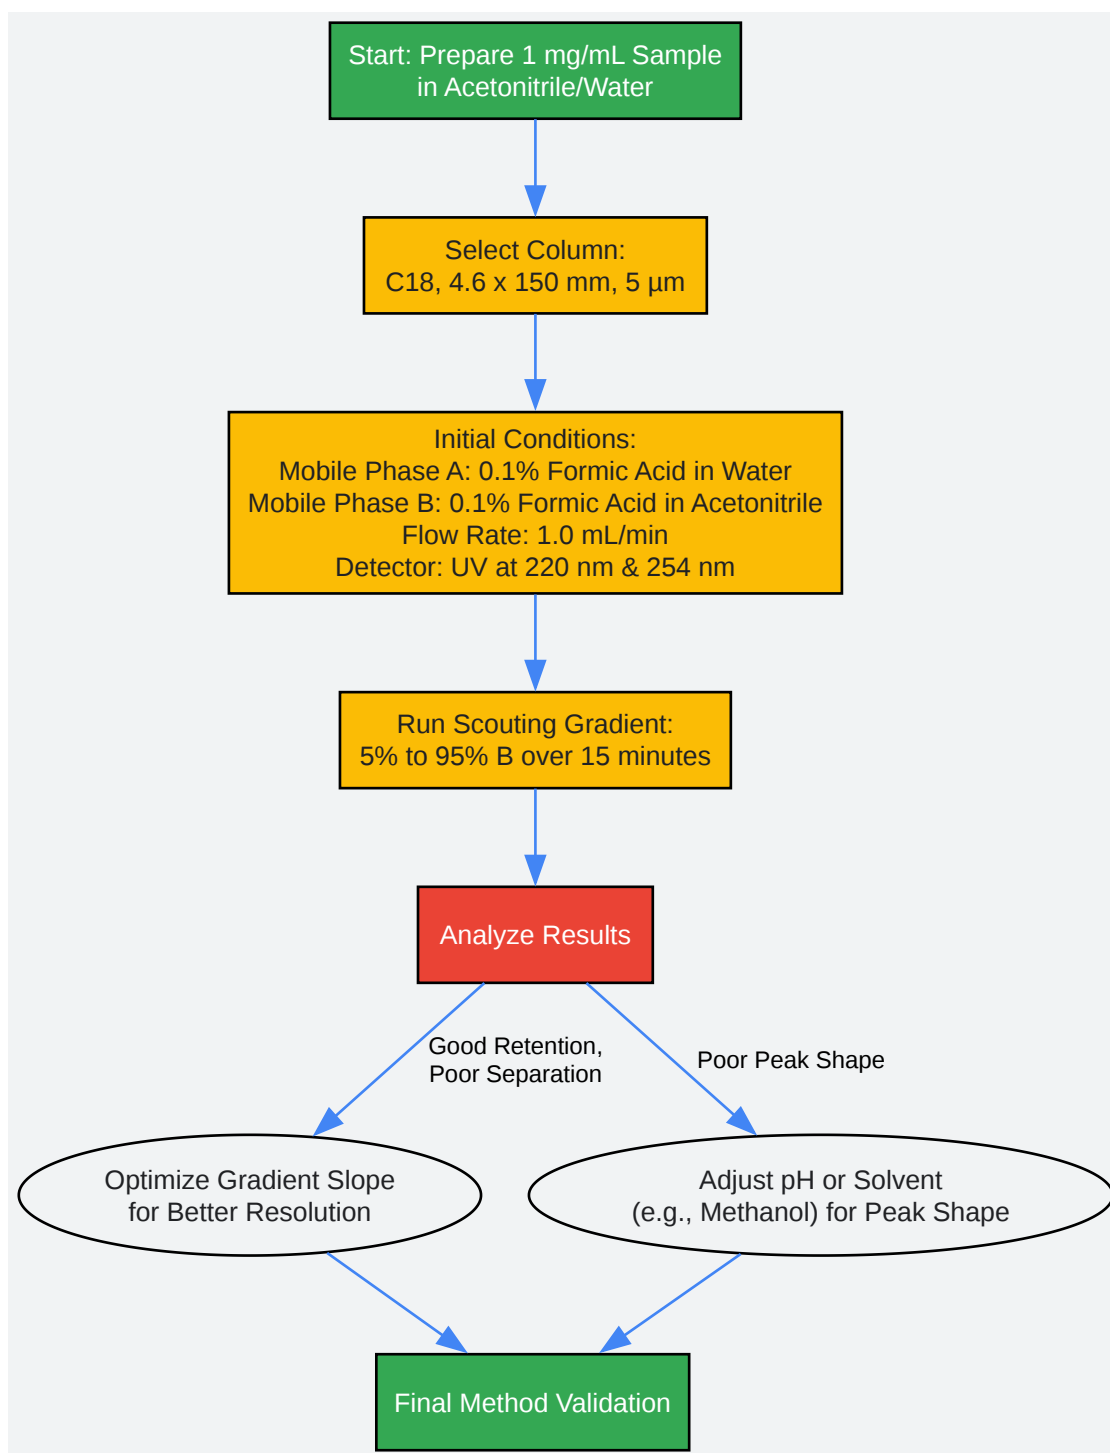 Start: Prepare 1 mg/mL Sample
in Acetonitrile/Water
Select Column:
C18, 4.6 x 150 mm, 5 µm
Initial Conditions:
Mobile Phase A: 0.1% Formic Acid in Water
Mobile Phase B: 0.1% Formic Acid in Acetonitrile
Flow Rate: 1.0 mL/min
Detector: UV at 220 nm & 254 nm
Run Scouting Gradient:
5% to 95% B over 15 minutes
Analyze Results
Good Retention,
Poor Separation
Poor Peak Shape
Optimize Gradient Slope
for Better Resolution
Adjust pH or Solvent
(e.g., Methanol) for Peak Shape
Final Method Validation